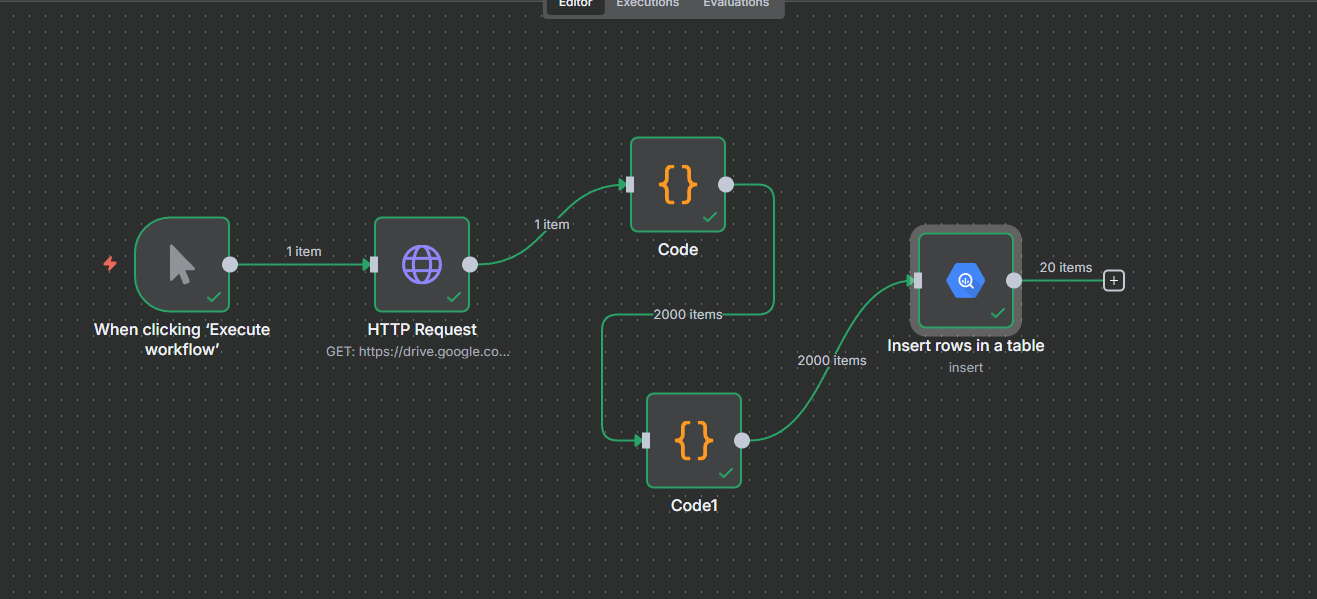 Editor Executions Evaluations
Code
1 item
1 item
When clicking ‘Execute
workflow’
HTTP Request
GET: https://drive.google.co...
2000 items
20 items
Insert rows in a table
insert
2000 items
Code1